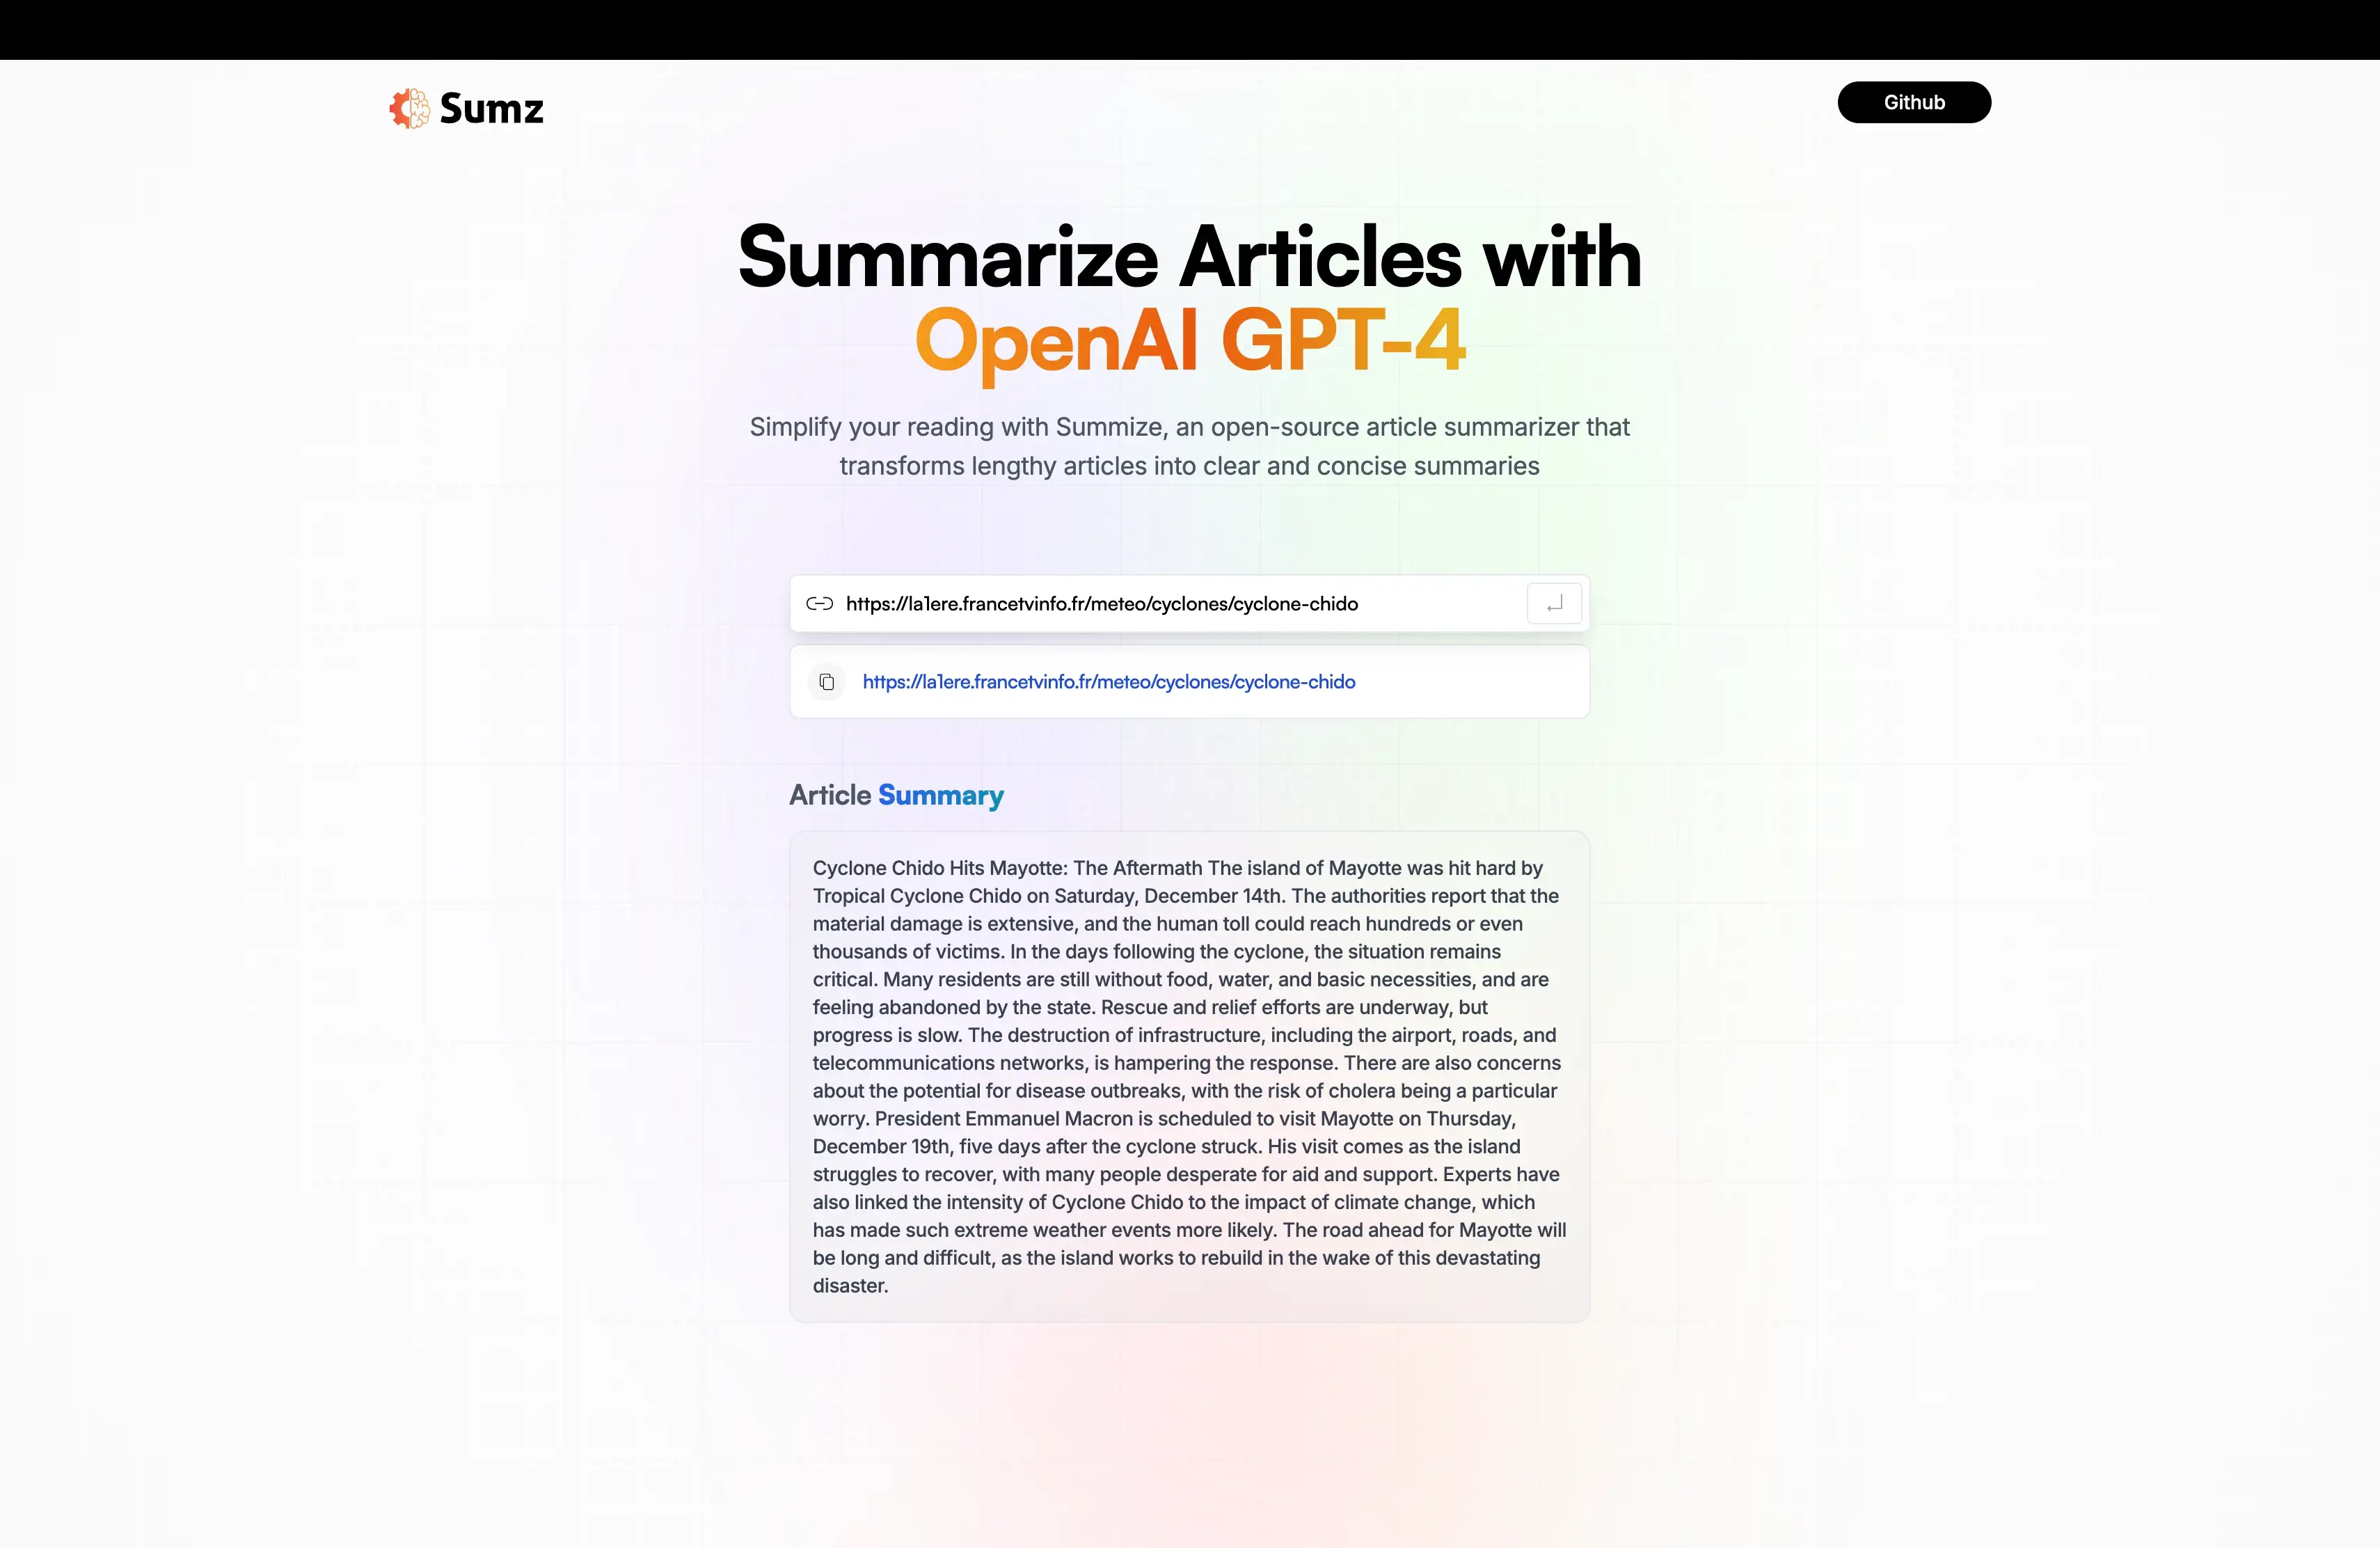 Sumz
Github
Summarize Articles with
OpenAI GPT-4
Simplify your reading with Summize, an open-source article summarizer that
transforms lengthy articles into clear and concise summaries
https://la1ere.francetvinfo.fr/meteo/cyclones/cyclone-chido
https://la1ere.francetvinfo.fr/meteo/cyclones/cyclone-chido
Article Summary
Cyclone Chido Hits Mayotte: The Aftermath The island of Mayotte was hit hard by
Tropical Cyclone Chido on Saturday, December 14th. The authorities report that the
material damage is extensive, and the human toll could reach hundreds or even
thousands of victims. In the days following the cyclone, the situation remains
critical. Many residents are still without food, water, and basic necessities, and are
feeling abandoned by the state. Rescue and relief efforts are underway, but
progress is slow. The destruction of infrastructure, including the airport, roads, and
telecommunications networks, is hampering the response. There are also concerns
about the potential for disease outbreaks, with the risk of cholera being a particular
worry. President Emmanuel Macron is scheduled to visit Mayotte on Thursday,
December 19th, five days after the cyclone struck. His visit comes as the island
struggles to recover, with many people desperate for aid and support. Experts have
also linked the intensity of Cyclone Chido to the impact of climate change, which
has made such extreme weather events more likely. The road ahead for Mayotte will
be long and difficult, as the island works to rebuild in the wake of this devastating
disaster.